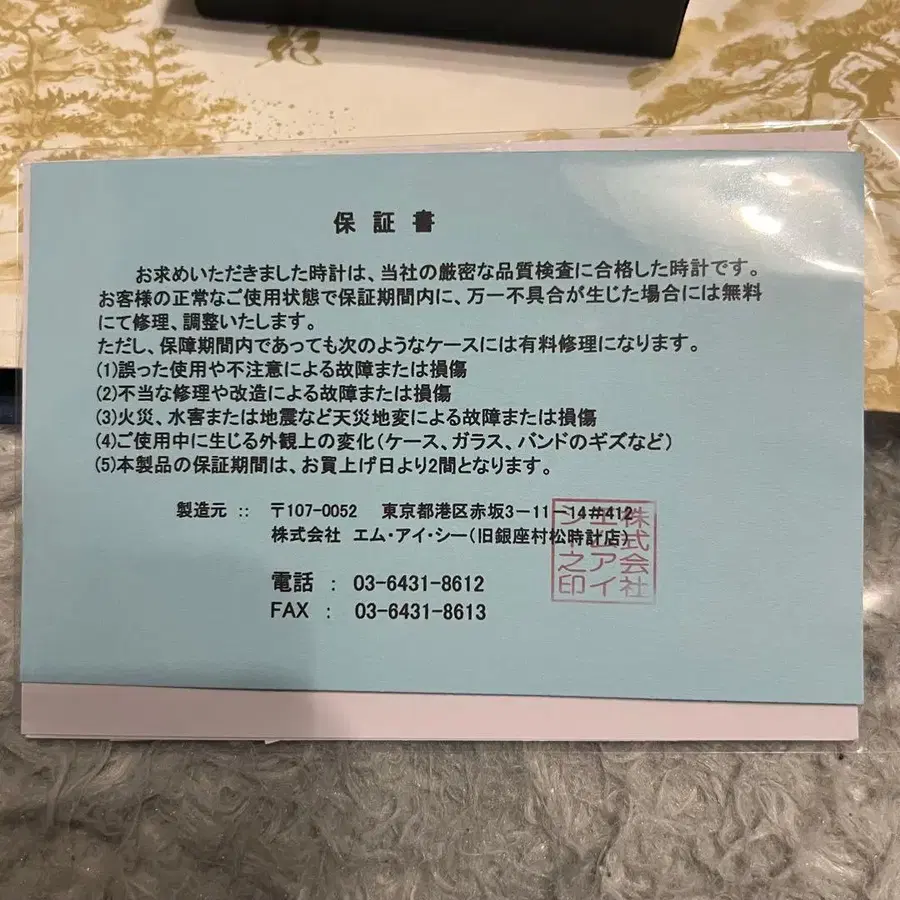 保 証 書
お求めいただきました時計は、当社の厳密な品質検査に合格した時計です。
お客様の正常なご使用状態で保証期間内に、万一不具合が生じた場合には無料
にて修理、調整いたします。
ただし、保障期間内であっても次のようなケースには有料修理になります。
(1)誤った使用や不注意による故障または損傷
(2)不当な修理や改造による故障または損傷
(3)火災、水害または地震など天災地変による故障または損傷
(4)ご使用中に生じる外観上の変化(ケース、ガラス、バンドのギズなど)
(5)本製品の保証期間は、お買上げ日より2間となります。
製造元 :: 〒107-0052 東京都港区赤坂3-11-14#412
株式会社 エム・アイ・シー(旧銀座村松時計店)
電話 : 03-6431-8612
FAX : 03-6431-8613
株式会社
エムアイ
シー之印